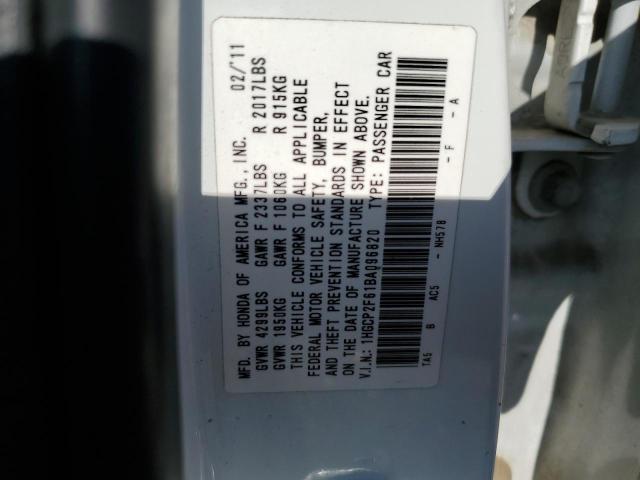 MFD. BY HONDA OF AMERICA MFG., INC. 02/'11
GVWR 4299LBS GAWR F 2337LBS R 2017LBS
GVWR 1950KG GAWR F 1060KG R 915KG
THIS VEHICLE CONFORMS TO ALL APPLICABLE
FEDERAL MOTOR VEHICLE SAFETY, BUMPER,
AND THEFT PREVENTION STANDARDS IN EFFECT
ON THE DATE OF MANUFACTURE SHOWN ABOVE.
V.I.N.: 1HGCP2F61BA096820 TYPE: PASSENGER CAR
TA5 B AC5 - NH578 - F - A